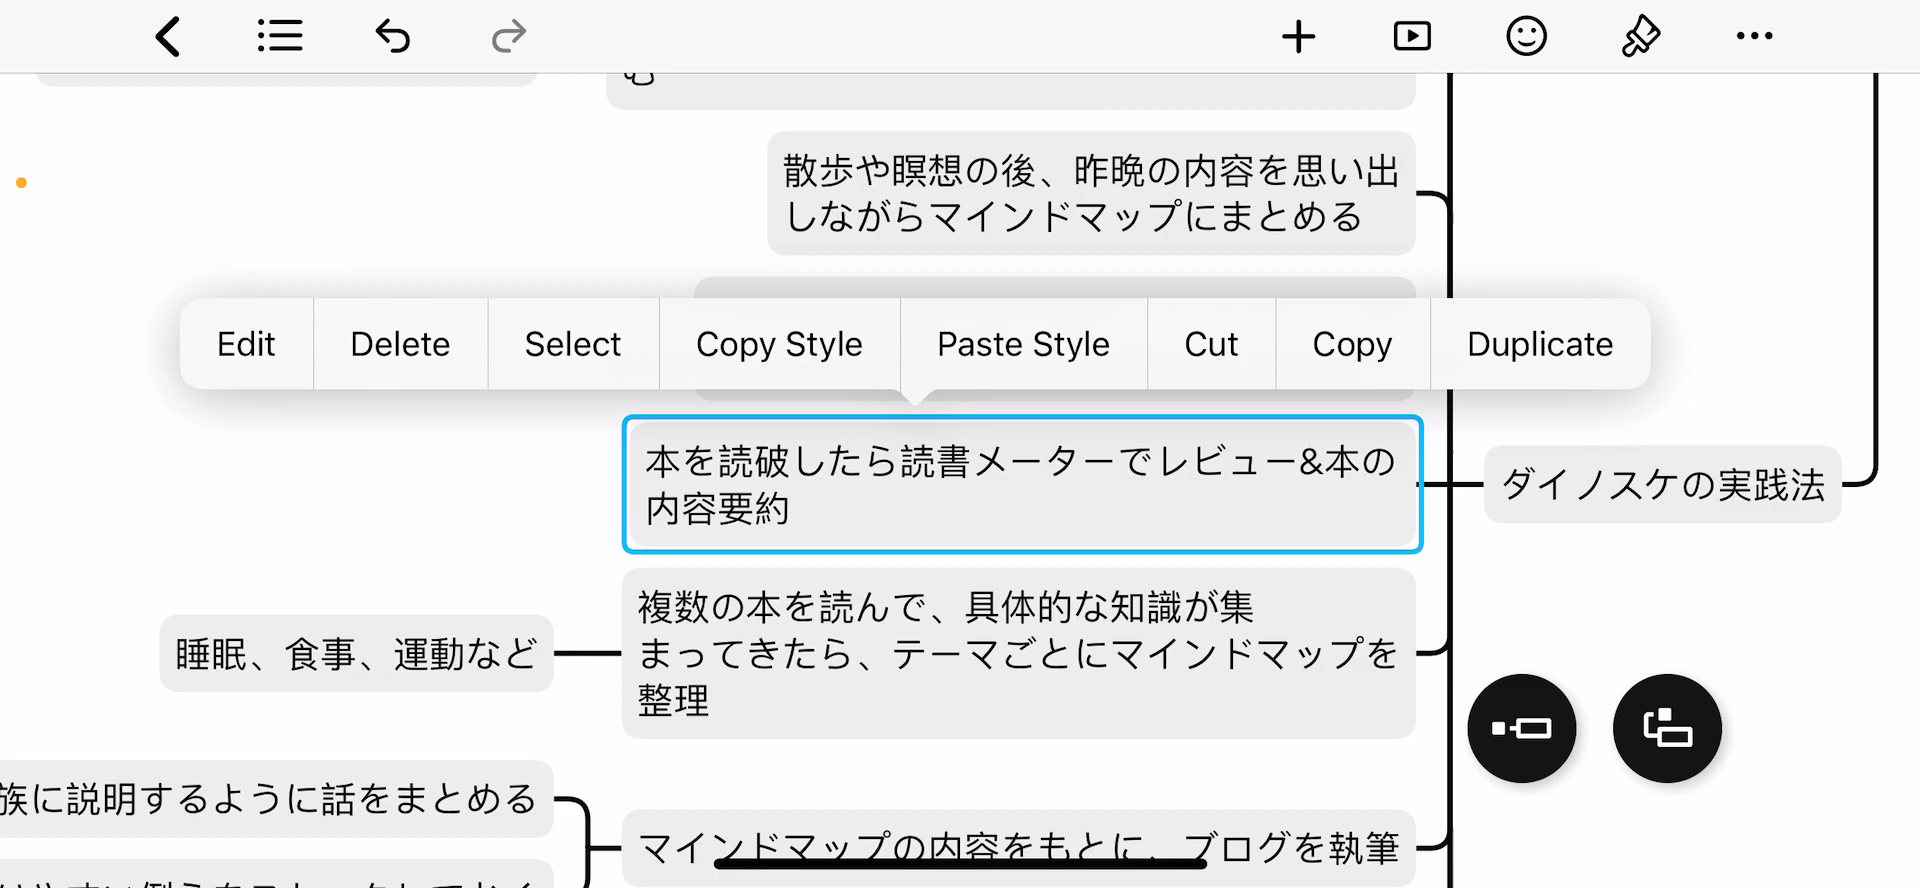 散歩や瞑想の後、昨晩の内容を思い出
しながらマインドマップにまとめる
Edit
Delete
Select
Copy Style
Paste Style
Cut
Copy
Duplicate
本を読破したら読書メーターでレビュー&本の
内容要約
ダイノスケの実践法
複数の本を読んで、具体的な知識が集
まってきたら、テーマごとにマインドマップを
整理
睡眠、食事、運動など
族に説明するように話をまとめる
マインドマップの内容をもとに、ブログを執筆